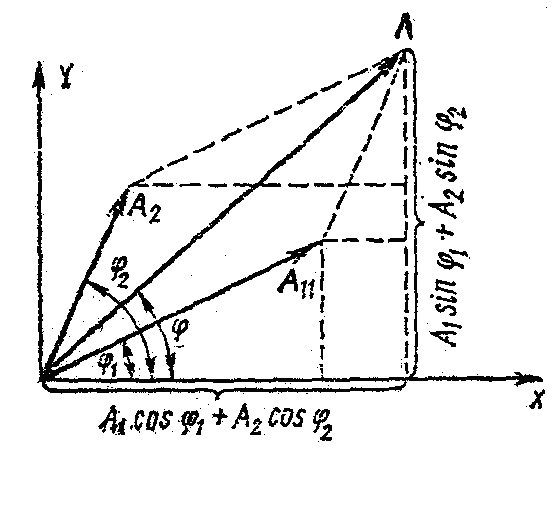 A
Y
A₂
φ₂
A₁₁
φ
φ₁
A₁ sin φ₁ + A₂ sin φ₂
X
A₁ cos φ₁ + A₂ cos φ₂